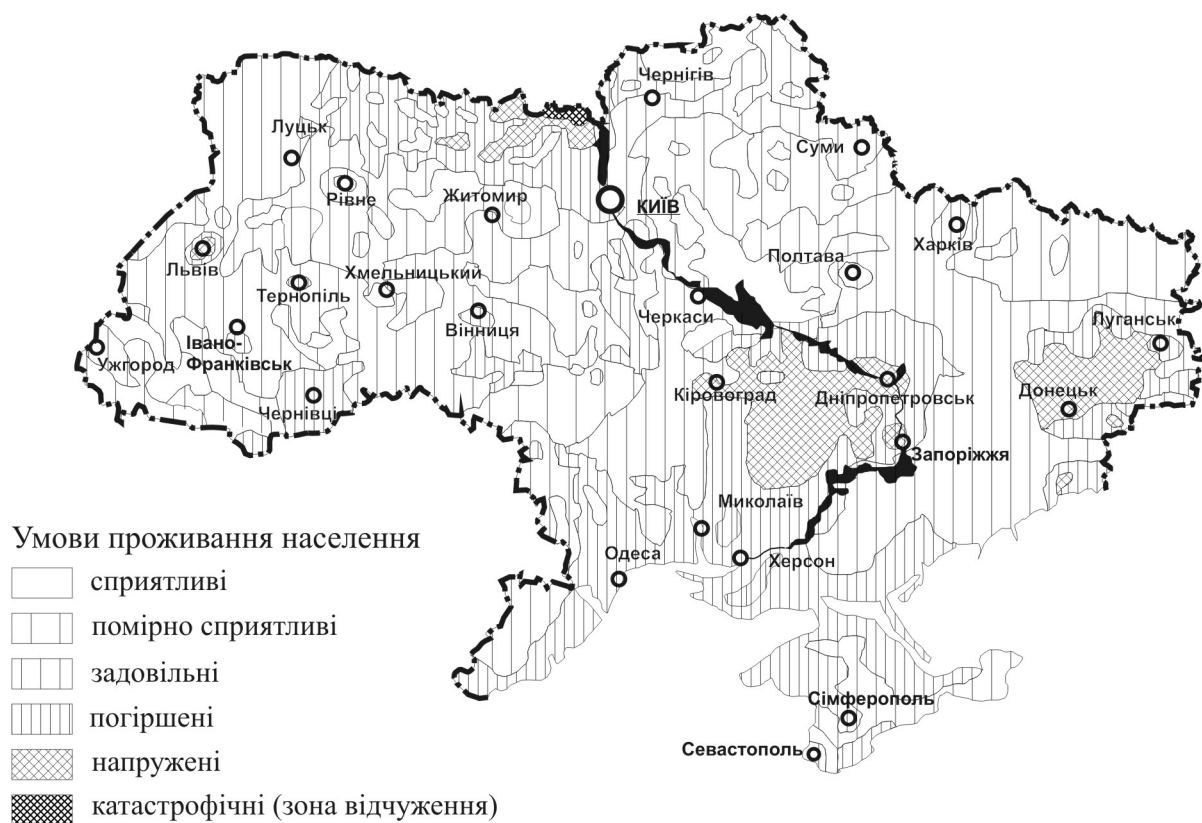 Чернігів
Луцьк
Суми
Рівне
Житомир
КИЇВ
Харків
Львів
Полтава
Тернопіль
Хмельницький
Черкаси
Вінниця
Луганськ
Івано-
Франківськ
Ужгород
Кіровоград
Дніпропетровськ
Донецьк
Чернівці
Запоріжжя
Миколаїв
Одеса
Херсон
Сімферополь
Севастополь
Умови проживання населення
сприятливі
помірно сприятливі
задовільні
погіршені
напружені
катастрофічні (зона відчуження)